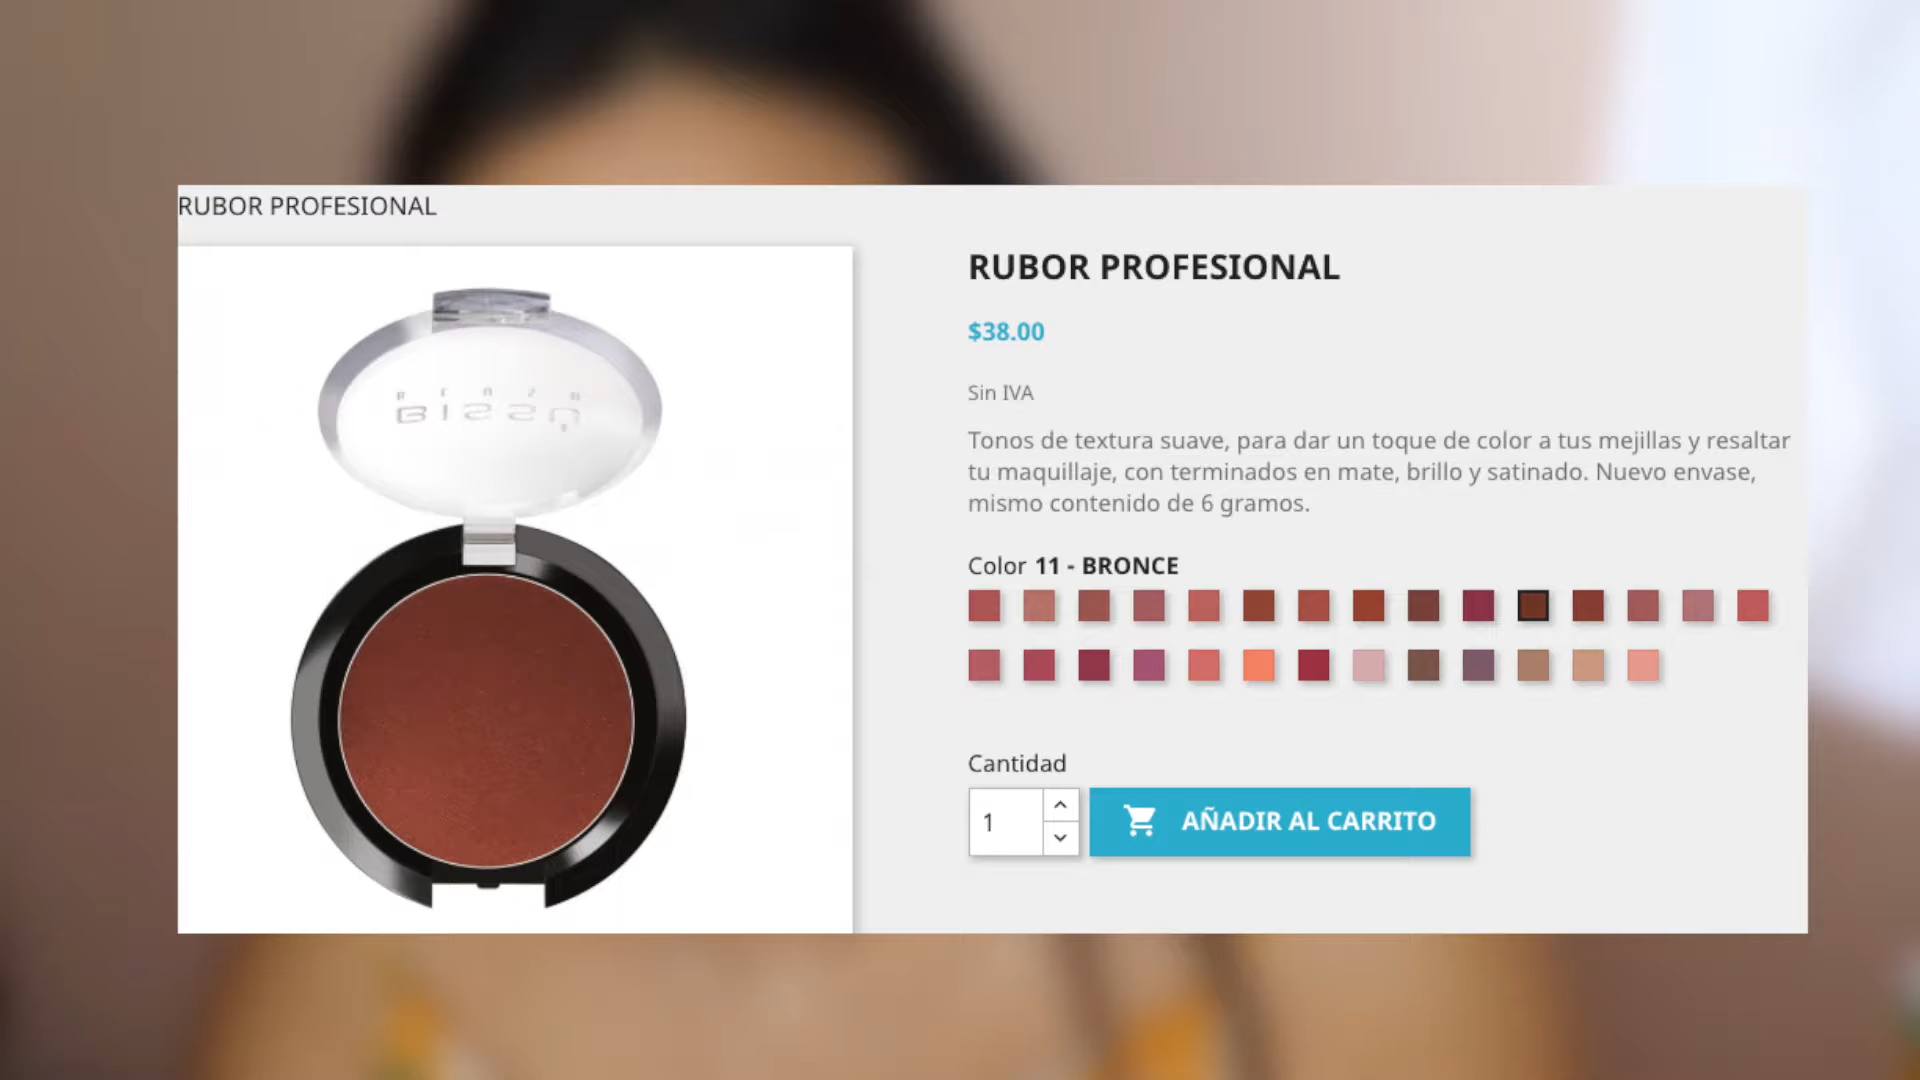 RUBOR PROFESIONAL
RUBOR PROFESIONAL
$38.00
Sin IVA
Tonos de textura suave, para dar un toque de color a tus mejillas y resaltar
tu maquillaje, con terminados en mate, brillo y satinado. Nuevo envase,
mismo contenido de 6 gramos.
Color 11 - BRONCE
Cantidad
1
AÑADIR AL CARRITO